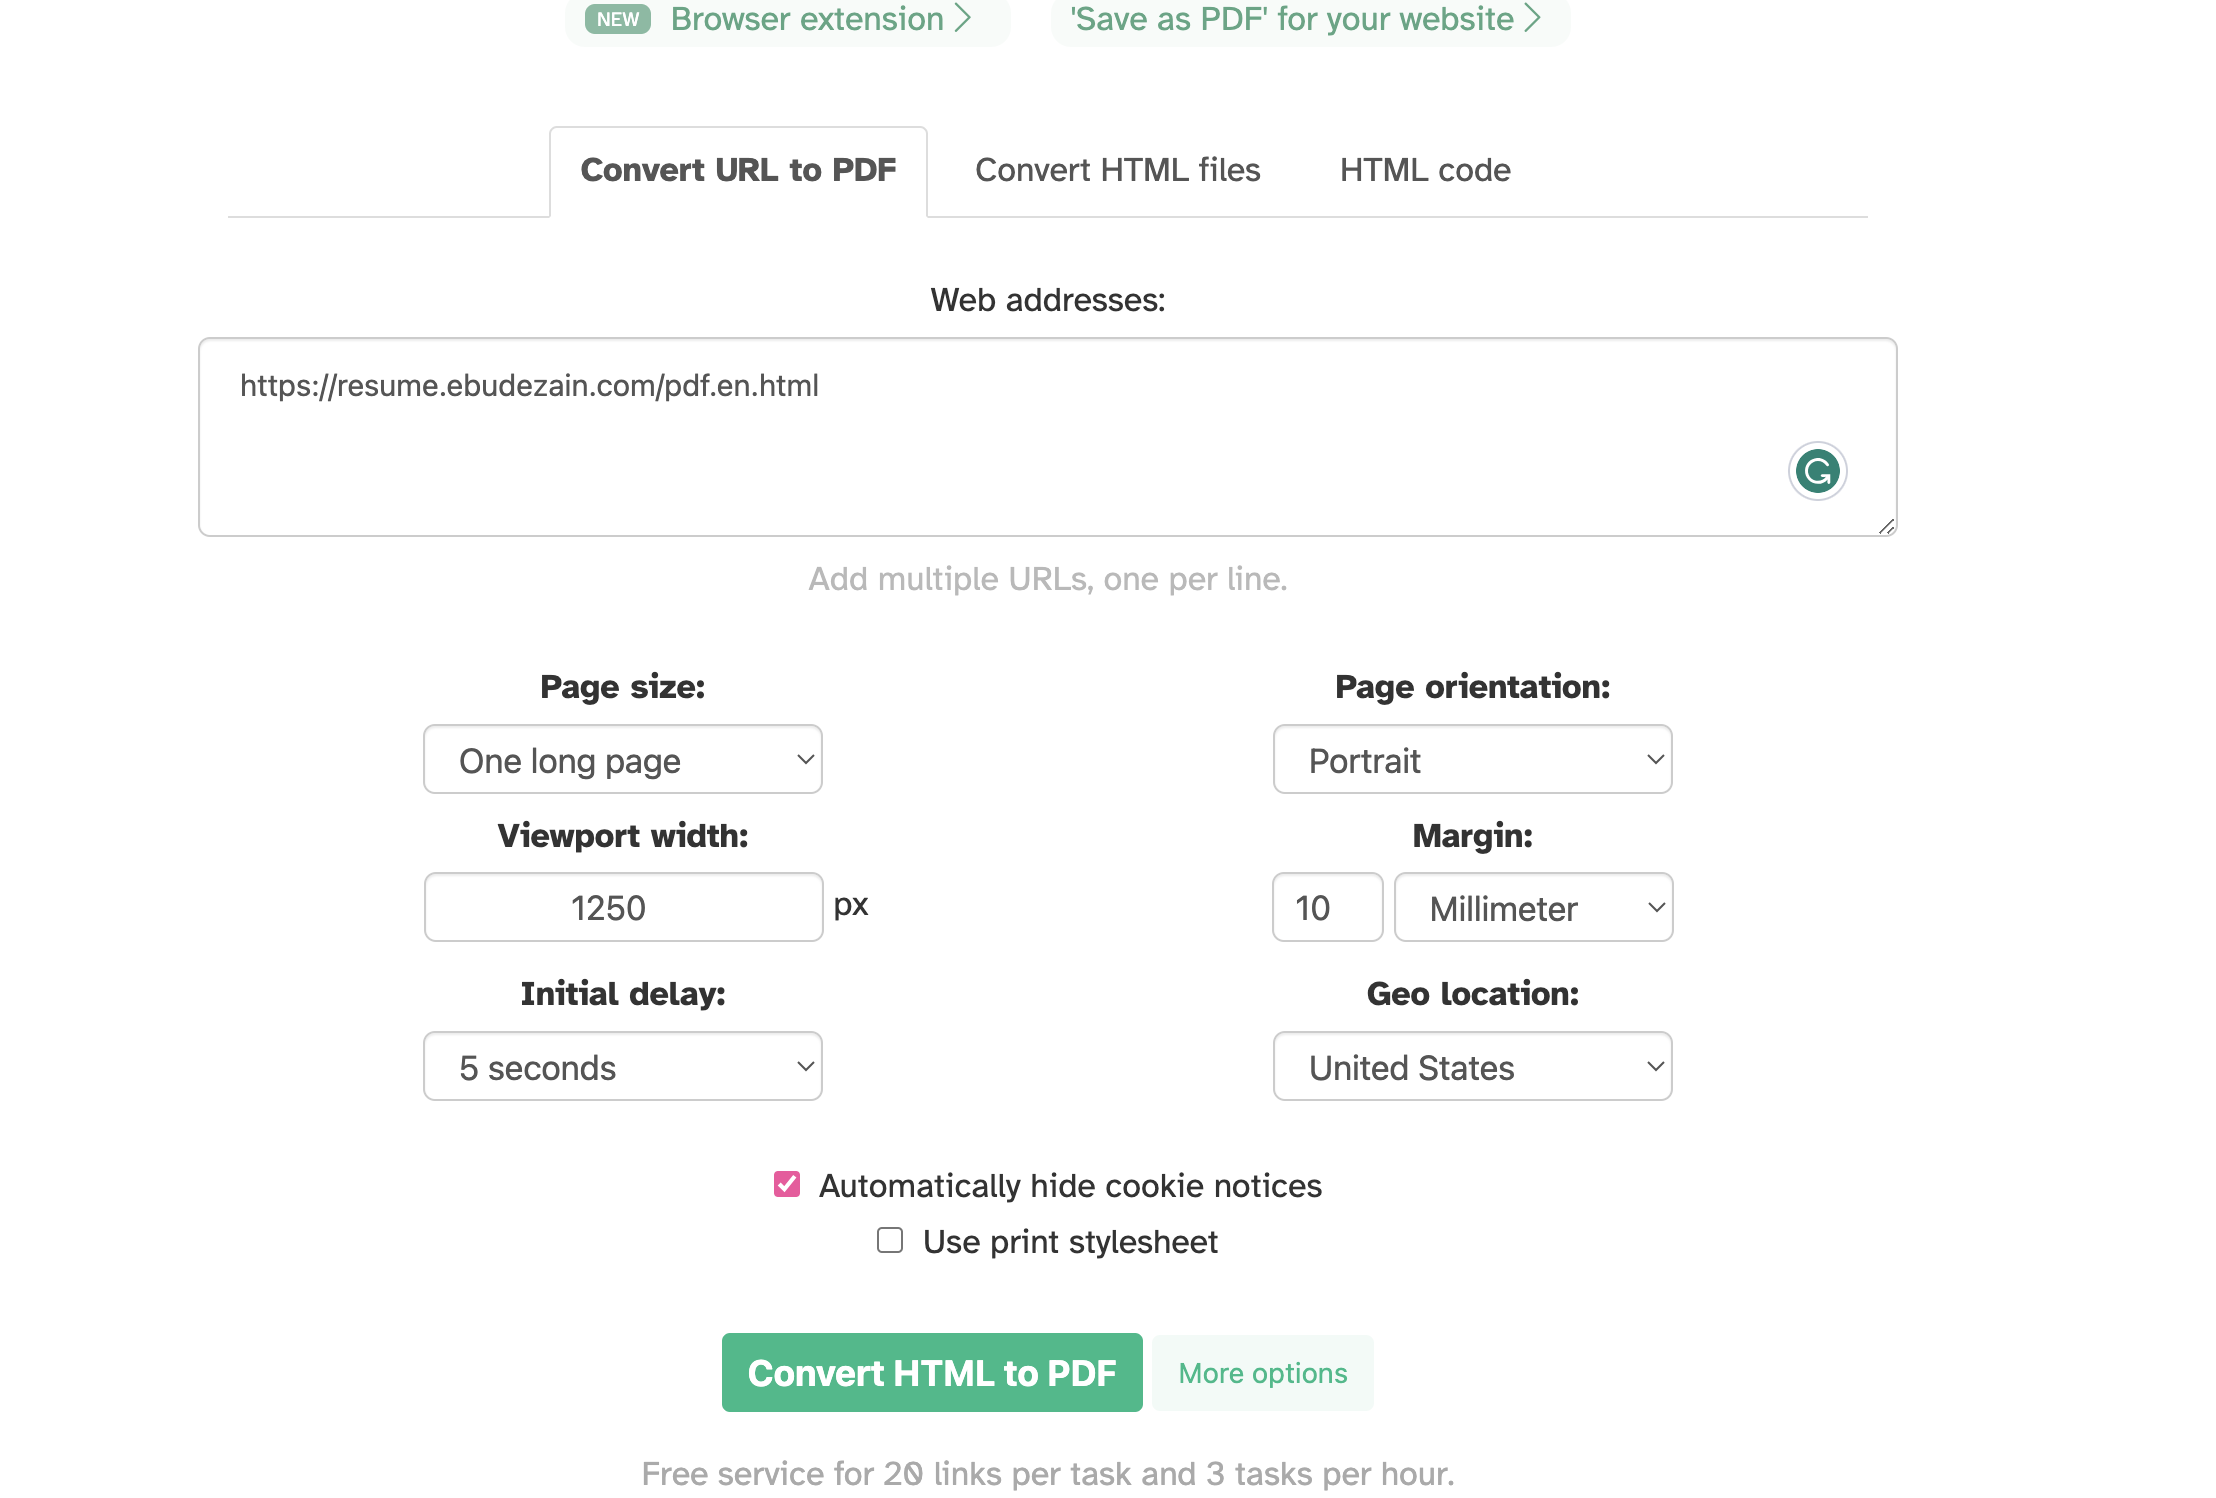 NEW Browser extension 'Save as PDF' for your website
Convert URL to PDF Convert HTML files HTML code
Web addresses:
https://resume.ebudezain.com/pdf.en.html
Add multiple URLs, one per line.
Page size: Page orientation:
One long page Portrait
Viewport width: Margin:
1250 px 10 Millimeter
Initial delay: Geo location:
5 seconds United States
Automatically hide cookie notices
Use print stylesheet
Convert HTML to PDF More options
Free service for 20 links per task and 3 tasks per hour.